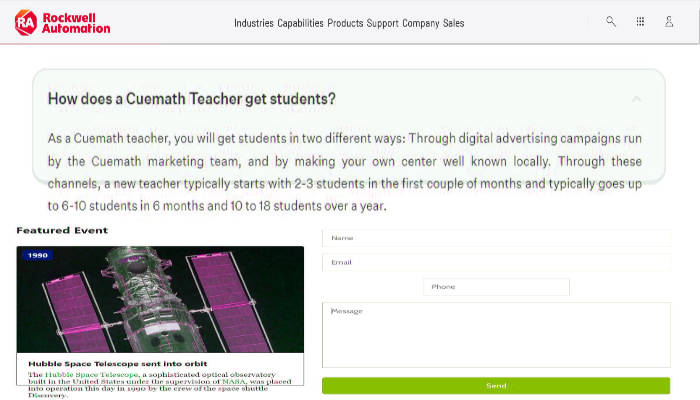 Rockwell
Automation
Industries Capabilities Products Support Company Sales
How does a Cuemath Teacher get students?
As a Cuemath teacher, you will get students in two different ways: Through digital advertising campaigns run
by the Cuemath marketing team, and by making your own center well known locally. Through these
channels, a new teacher typically starts with 2-3 students in the first couple of months and typically goes up
to 6-10 students in 6 months and 10 to 18 students over a year.
Featured Event
1990
Hubble Space Telescope sent into orbit
The Hubble Space Telescope, a sophisticated optical observatory
built in the United States under the supervision of NASA, was placed
into operation this day in 1990 by the crew of the space shuttle
Discovery.
Name
Email
Phone
Message
Send